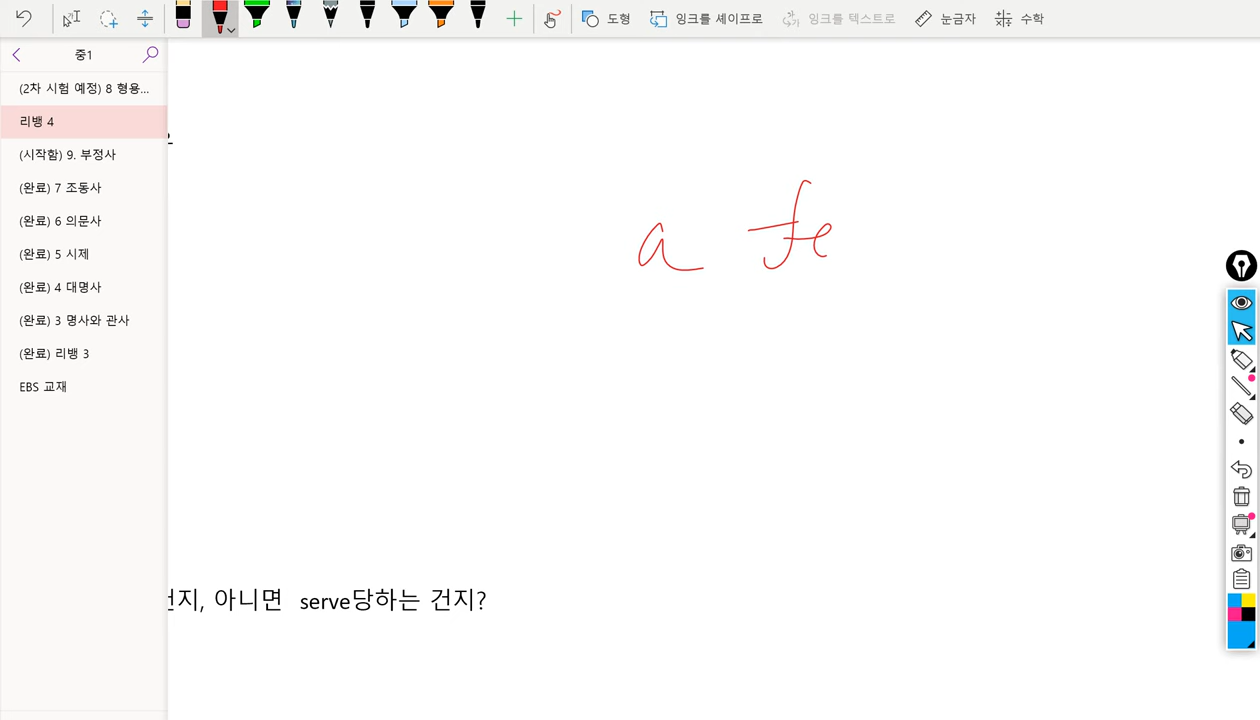 도형 잉크를 셰이프로 잉크를 텍스트로 눈금자 수학
중1
(2차 시험 예정) 8 형용...
리뱅 4
(시작함) 9. 부정사
(완료) 7 조동사
(완료) 6 의문사
(완료) 5 시제
(완료) 4 대명사
(완료) 3 명사와 관사
(완료) 리뱅 3
EBS 교재
a fe
건지, 아니면 serve당하는 건지?